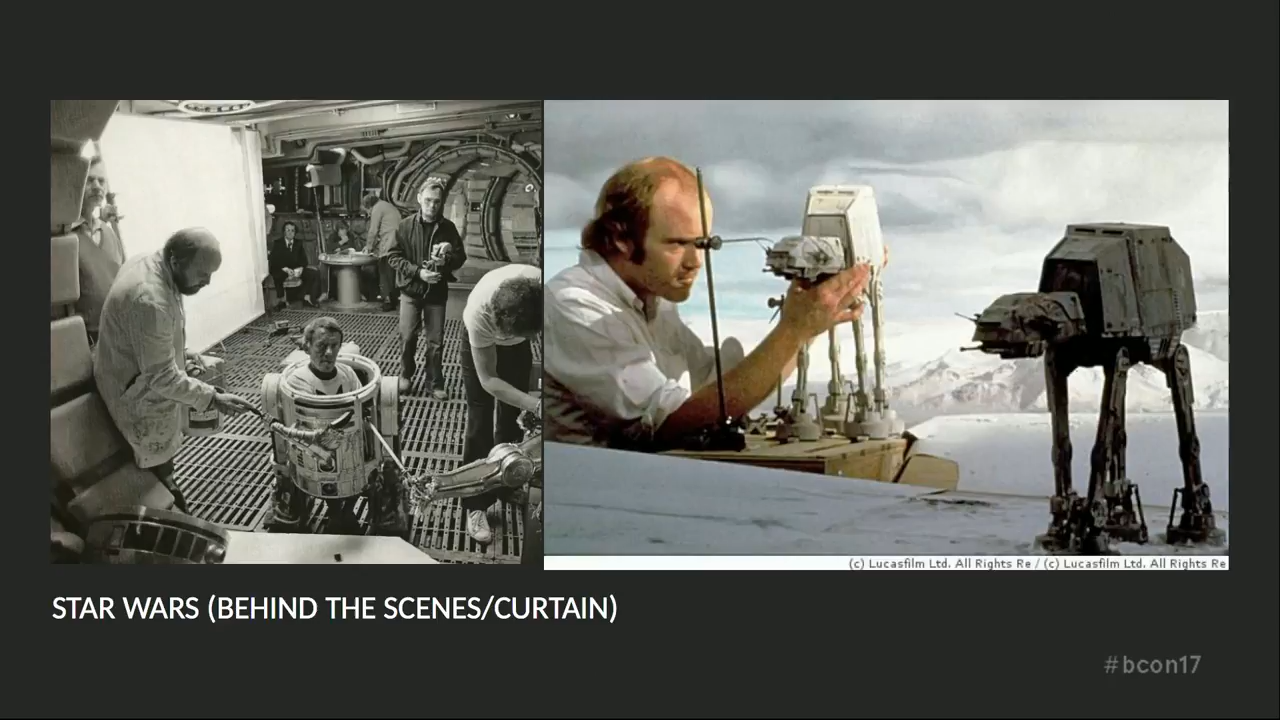 (c) Lucasfilm Ltd. All Rights Re / (c) Lucasfilm Ltd. All Rights Re
STAR WARS (BEHIND THE SCENES/CURTAIN)
#bcon17